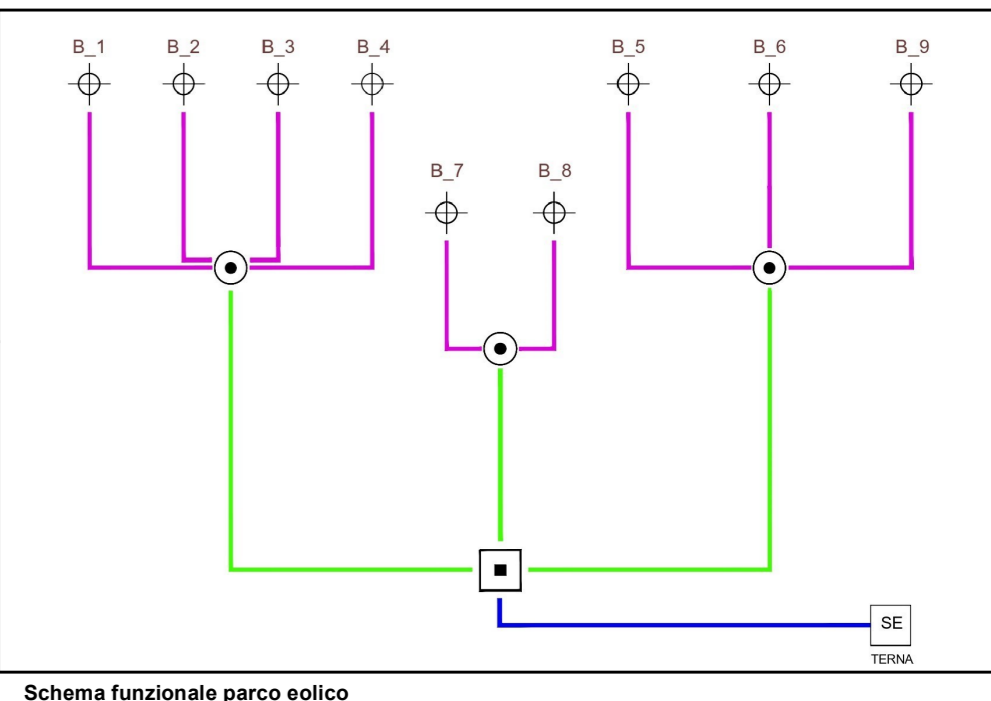 B_1 B_2 B_3 B_4 B_5 B_6 B_9
B_7 B_8
SE
TERNA
Schema funzionale parco eolico